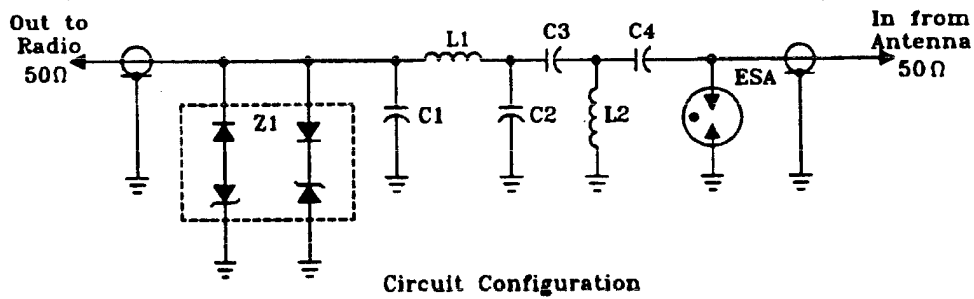 Out to
Radio
50Ω
In from
Antenna
50Ω
L1
C3
C4
ESA
Z1
C1
C2
L2
Circuit Configuration